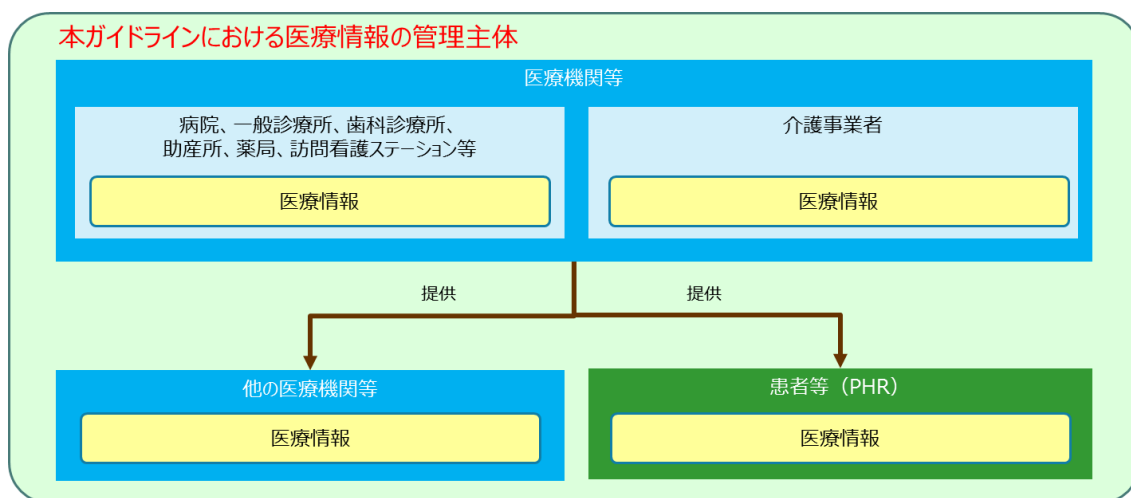 本ガイドラインにおける医療情報の管理主体
医療機関等
病院、一般診療所、歯科診療所、
助産所、薬局、訪問看護ステーション等
医療情報
介護事業者
医療情報
提供
提供
他の医療機関等
医療情報
患者等（PHR）
医療情報